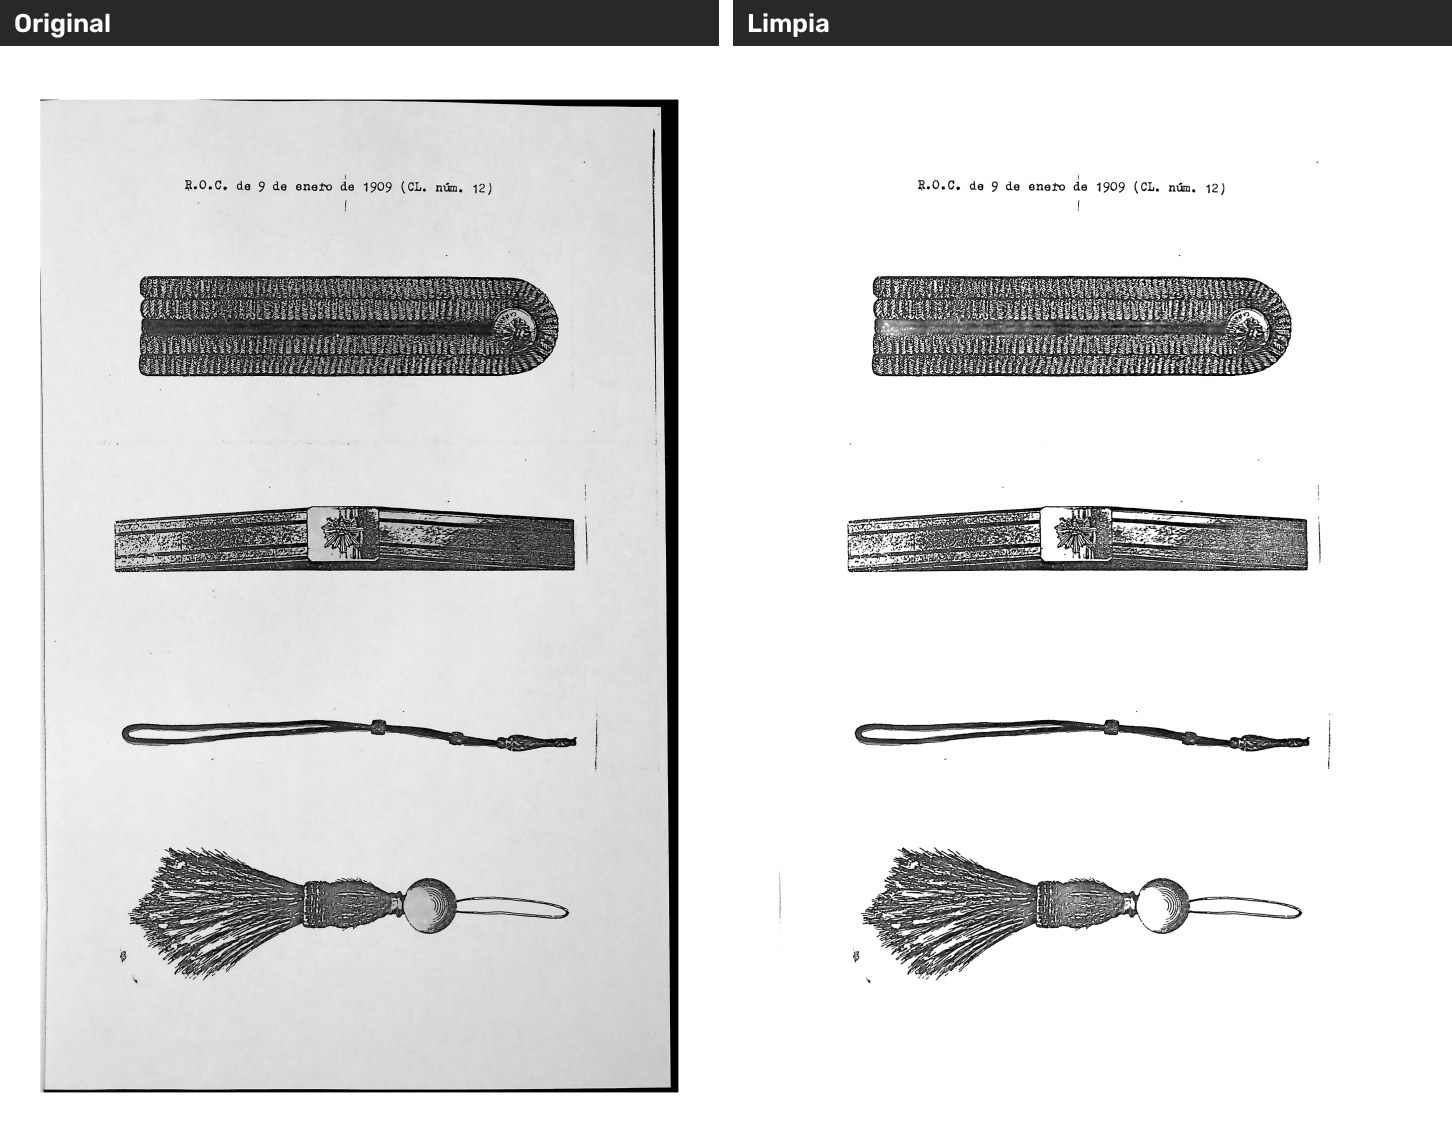 Original
Limpia
R.O.C. de 9 de enero de 1909 (CL. núm. 12)
R.O.C. de 9 de enero de 1909 (CL. núm. 12)